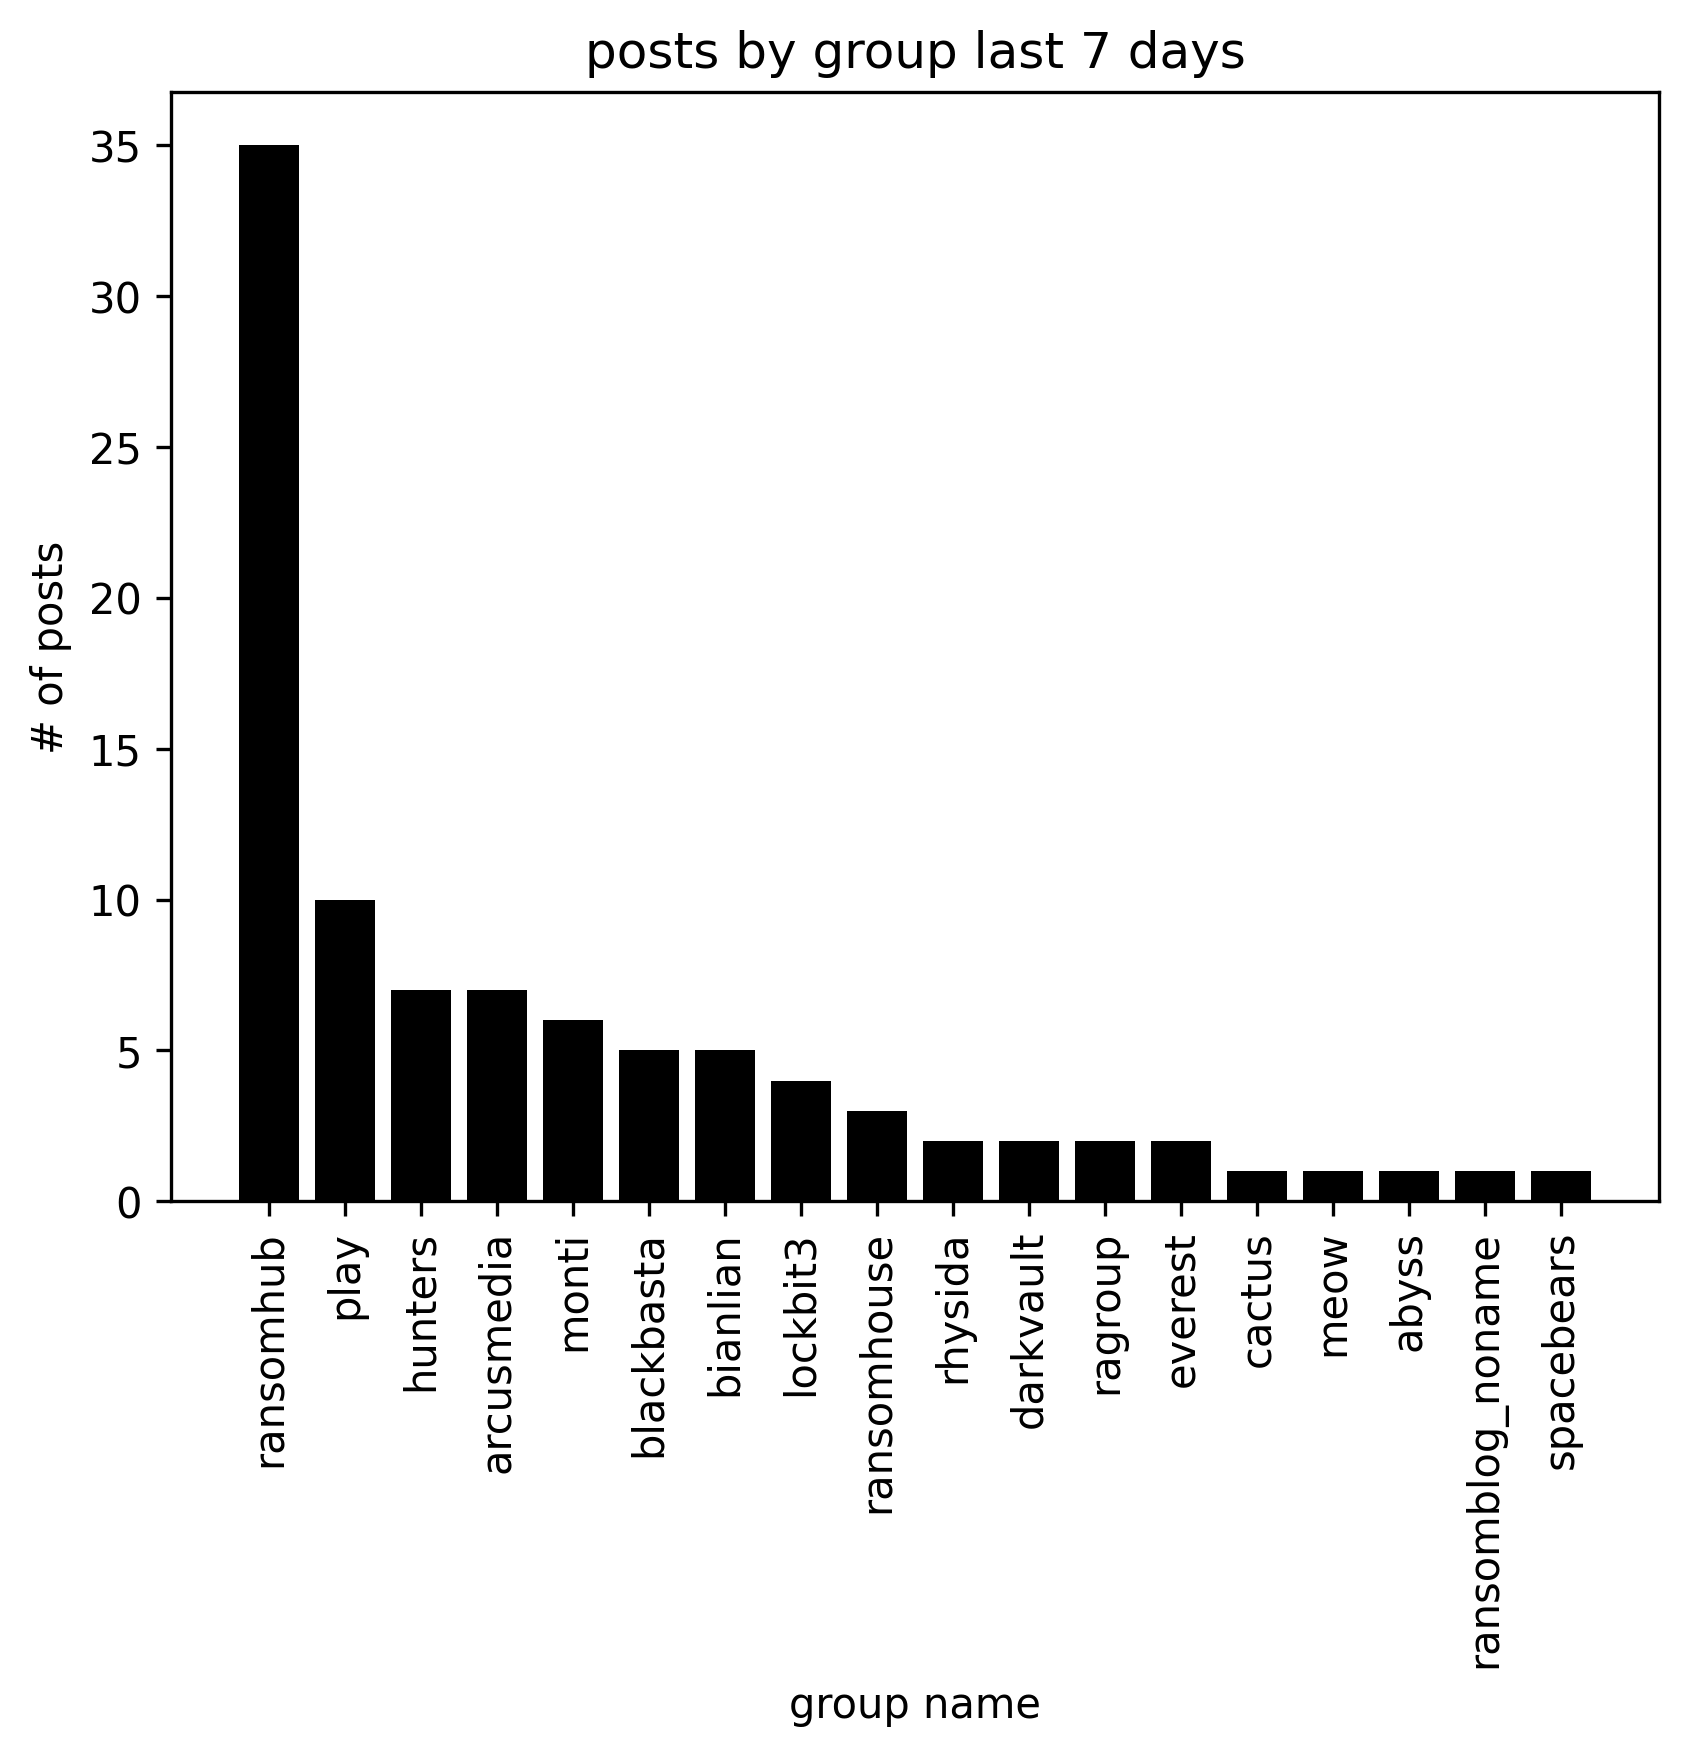 posts by group last 7 days
# of posts
35
30
25
20
15
10
5
0
ransomhub
play
hunters
arcusmedia
monti
blackbasta
bianlian
lockbit3
ransomhouse
rhysida
darkvault
ragroup
everest
cactus
meow
abyss
ransomblog_noname
spacebears
group name